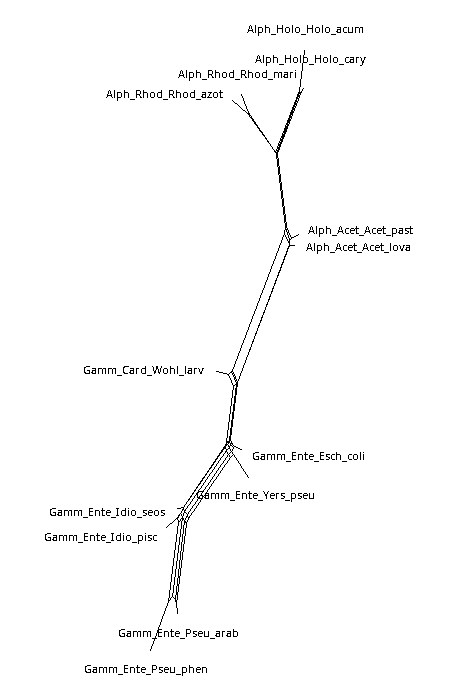 Alph_Holo_Holo_acum
Alph_Holo_Holo_cary
Alph_Rhod_Rhod_mari
Alph_Rhod_Rhod_azot
Alph_Acet_Acet_past
Alph_Acet_Acet_lova
Gamm_Card_Wohl_larv
Gamm_Ente_Esch_coli
Gamm_Ente_Yers_pseu
Gamm_Ente_Idio_seos
Gamm_Ente_Idio_pisc
Gamm_Ente_Pseu_arab
Gamm_Ente_Pseu_phen